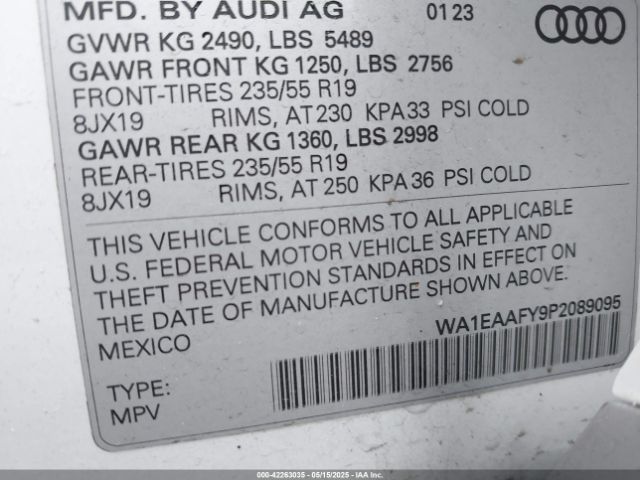 MFD. BY AUDI AG 01 23
GVWR KG 2490, LBS 5489
GAWR FRONT KG 1250, LBS 2756
FRONT-TIRES 235/55 R19
8JX19 RIMS, AT 230 KPA 33 PSI COLD
GAWR REAR KG 1360, LBS 2998
REAR-TIRES 235/55 R19
8JX19 RIMS, AT 250 KPA 36 PSI COLD
THIS VEHICLE CONFORMS TO ALL APPLICABLE
U.S. FEDERAL MOTOR VEHICLE SAFETY AND
THEFT PREVENTION STANDARDS IN EFFECT ON
THE DATE OF MANUFACTURE SHOWN ABOVE.
MEXICO
WA1EAAFY9P2089095
TYPE:
MPV
000-42263035 - 05/15/2025 - IAAI.COM